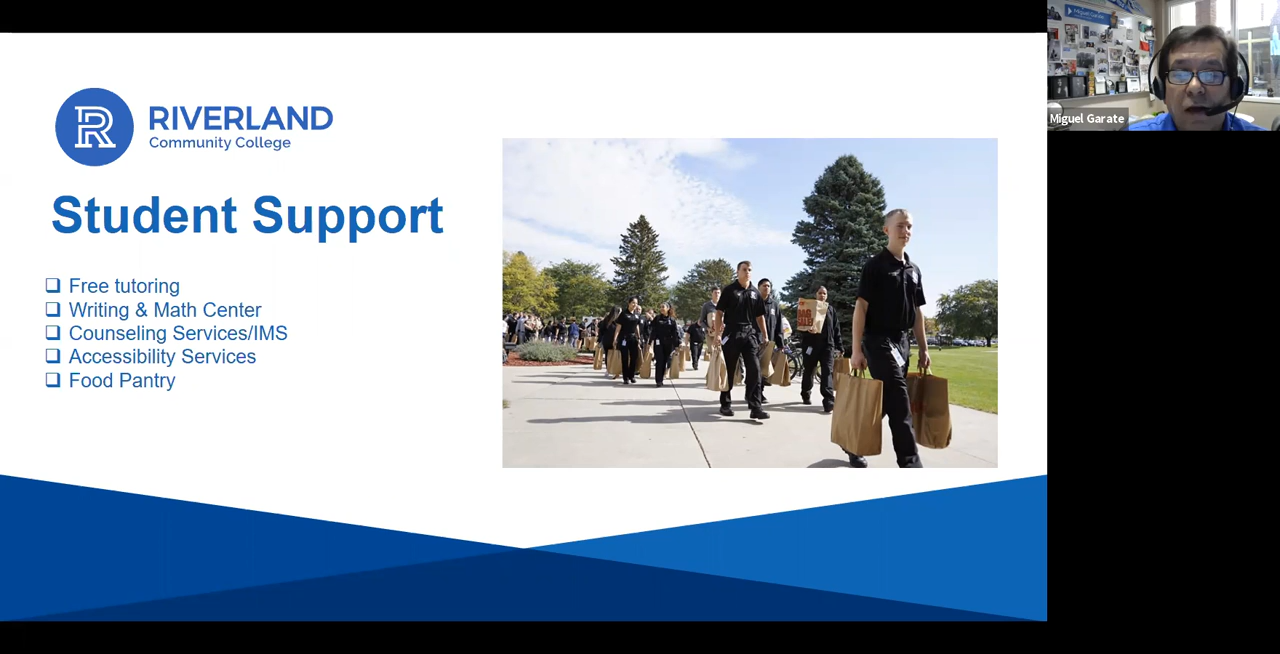 R RIVERLAND
Community College
Student Support
Free tutoring
Writing & Math Center
Counseling Services/IMS
Accessibility Services
Food Pantry
Miguel Garate